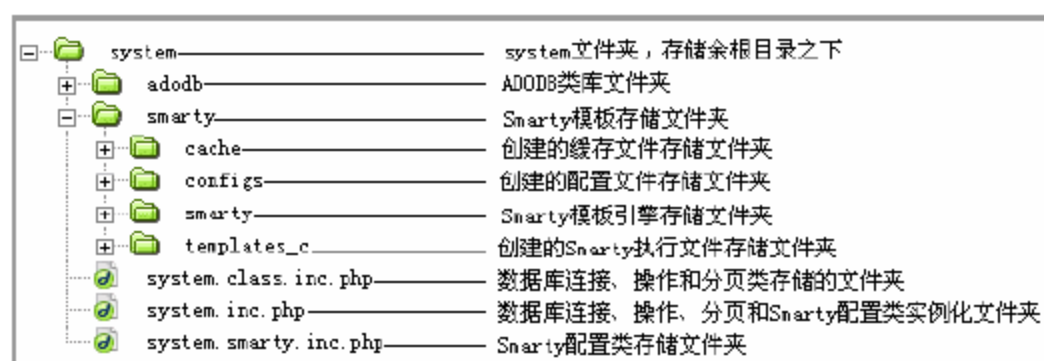 system system文件夹，存储余根目录之下
adodb ADODB类库文件夹
smarty Smarty模板存储文件夹
cache 创建的缓存文件存储文件夹
configs 创建的配置文件存储文件夹
smarty Smarty模板引擎存储文件夹
templates_c 创建的Smarty执行文件存储文件夹
system.class.inc.php 数据库连接、操作和分页类存储的文件夹
system.inc.php 数据库连接、操作、分页和Smarty配置类实例化文件夹
system.smarty.inc.php Smarty配置类存储文件夹